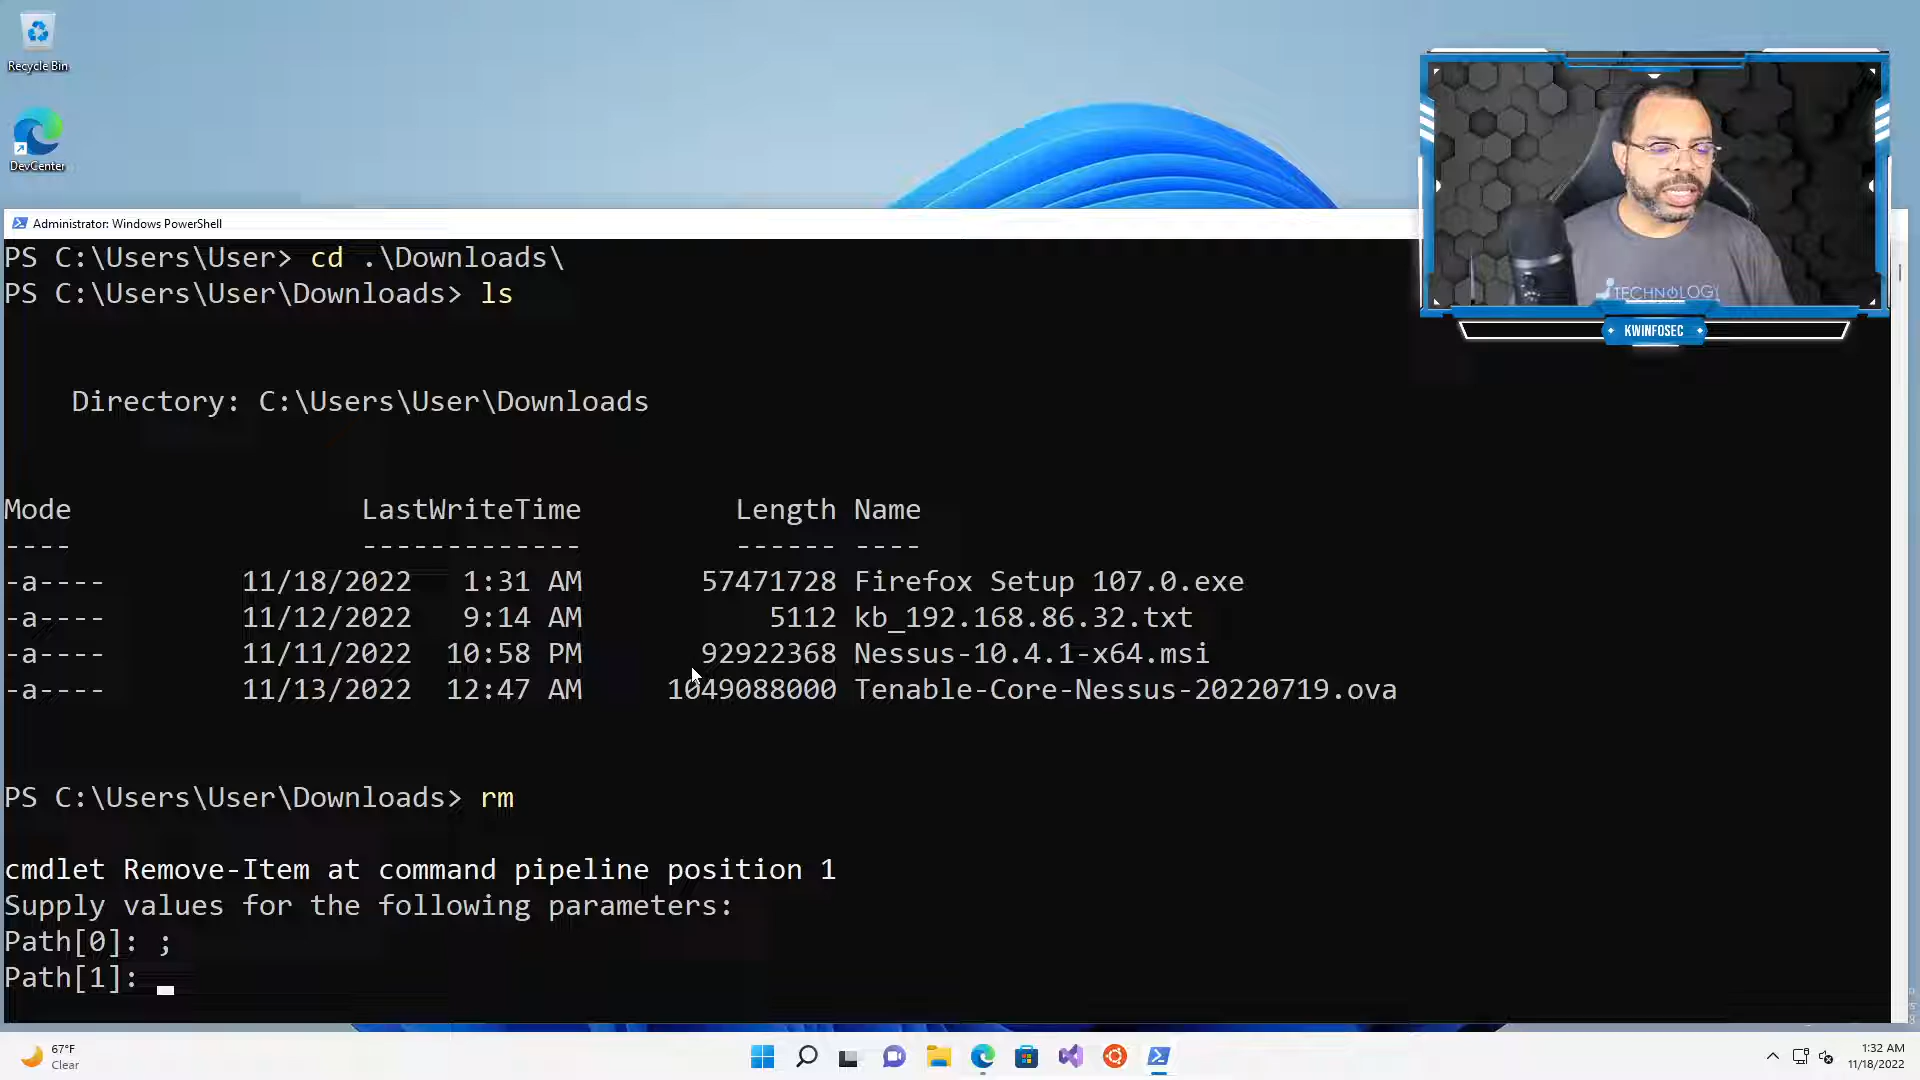 Recycle Bin
DevCenter
Administrator: Windows PowerShell
PS C:\Users\User> cd .\Downloads\
PS C:\Users\User\Downloads> ls
Directory: C:\Users\User\Downloads
Mode LastWriteTime Length Name
---- ------------- ------ ----
-a---- 11/18/2022 1:31 AM 57471728 Firefox Setup 107.0.exe
-a---- 11/12/2022 9:14 AM 5112 kb_192.168.86.32.txt
-a---- 11/11/2022 10:58 PM 92922368 Nessus-10.4.1-x64.msi
-a---- 11/13/2022 12:47 AM 1049088000 Tenable-Core-Nessus-20220719.ova
PS C:\Users\User\Downloads> rm
cmdlet Remove-Item at command pipeline position 1
Supply values for the following parameters:
Path[0]: ;
Path[1]:
TECHNOLOGY
KWINFOSEC
67°F
Clear
1:32 AM
11/18/2022